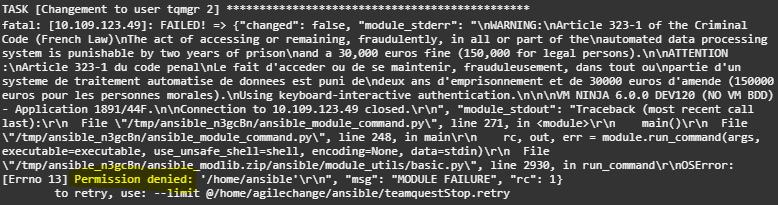 TASK [Changement to user tqmgr 2] **********************************************
fatal: [10.109.123.49]: FAILED! => {"changed": false, "module_stderr": "\nWARNING:\nArticle 323-1 of the Criminal
Code (French Law)\nThe act of accessing or remaining, fraudulently, in all or part of the\nautomated data processing
system is punishable by two years of prison\nand a 30,000 euros fine (150,000 for legal persons).\n\nATTENTION
:\nArticle 323-1 du code penal\nLe fait d'acceder ou de se maintenir, frauduleusement, dans tout ou\npartie d'un
systeme de traitement automatise de donnees est puni de\ndeux ans d'emprisonnement et de 30000 euros d'amende (150000
euros pour les personnes morales).\nUsing keyboard-interactive authentication.\n\n\nVM NINJA 6.0.0 DEV120 (NO VM BDD)
- Application 1891/44F.\n\nConnection to 10.109.123.49 closed.\r\n", "module_stdout": "Traceback (most recent call
last):\r\n  File \"/tmp/ansible_n3gcBn/ansible_module_command.py\", line 271, in <module>\r\n    main()\r\n  File
\"/tmp/ansible_n3gcBn/ansible_module_command.py\", line 248, in main\r\n    rc, out, err = module.run_command(args,
executable=executable, use_unsafe_shell=shell, encoding=None, data=stdin)\r\n  File
\"/tmp/ansible_n3gcBn/ansible_modlib.zip/ansible/module_utils/basic.py\", line 2930, in run_command\r\nOSError:
[Errno 13] Permission denied: '/home/ansible'\r\n", "msg": "MODULE FAILURE", "rc": 1}
to retry, use: --limit @/home/agilechange/ansible/teamquestStop.retry